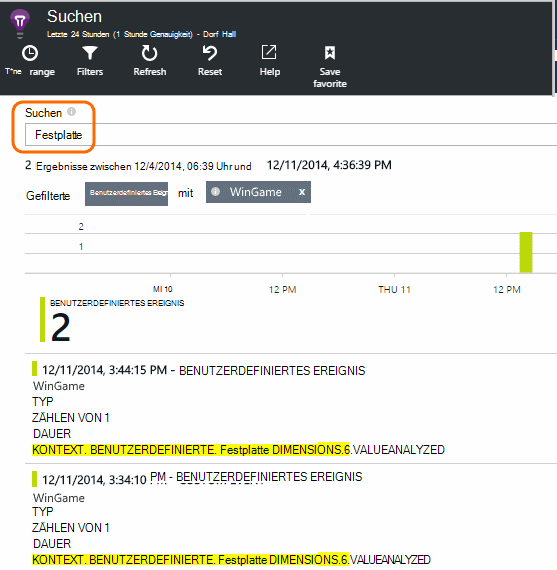 Suchen
Letzte 24 Stunden (1 Stunde Genauigkeit) - Dorf Hall
T*ne range
Filters
Refresh
Reset
Help
Save favorite
Suchen
Festplatte
2 Ergebnisse zwischen 12/4/2014, 06:39 Uhr und 12/11/2014, 4:36:39 PM
Gefilterte Benutzerdefiniertes Ereign mit WinGame x
2
1
MI 10
12 PM
THU 11
12 PM
BENUTZERDEFINIERTES EREIGNIS
2
12/11/2014, 3:44:15 PM - BENUTZERDEFINIERTES EREIGNIS
WinGame
TYP
ZÄHLEN VON 1
DAUER
KONTEXT. BENUTZERDEFINIERTE. Festplatte DIMENSIONS.6.VALUEANALYZED
12/11/2014, 3:34:10 PM - BENUTZERDEFINIERTES EREIGNIS
WinGame
TYP
ZÄHLEN VON 1
DAUER
KONTEXT. BENUTZERDEFINIERTE. Festplatte DIMENSIONS.6.VALUEANALYZED